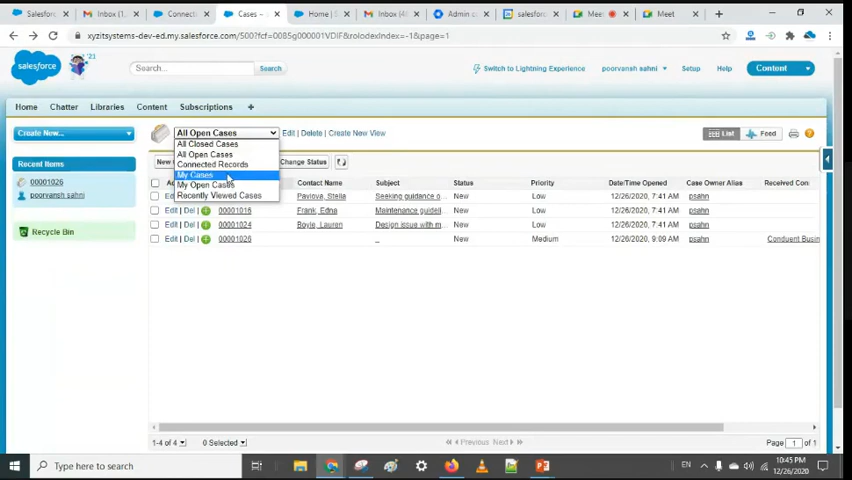 Salesforc
Inbox (1,
Connecti
Cases –
Home | S
Inbox (4
Admin c
salesforc
Meet
Meet
xyzitsystems-dev-ed.my.salesforce.com/500?fcf=0085g000001VDIF&rolodexIndex=-1&page=1
'21
Search...
Search
Switch to Lightning Experience
poorvansh sahni
Setup
Help
Content
Home Chatter Libraries Content Subscriptions +
Create New...
All Open Cases
Edit | Delete | Create New View
List
Feed
All Closed Cases
All Open Cases
Connected Records
My Cases
My Open Cases
Recently Viewed Cases
Change Status
Recent Items
00001026
poorvansh sahni
Recycle Bin
Contact Name Subject Status Priority Date/Time Opened Case Owner Alias Received Con
Pavlova, Stella Seeking guidance o... New Low 12/26/2020, 7:41 AM psahn
Edit | Del 00001016 Frank, Edna Maintenance guideli... New Low 12/26/2020, 7:41 AM psahn
Edit | Del 00001024 Boyle, Lauren Design issue with m... New Low 12/26/2020, 7:41 AM psahn
Edit | Del 00001026 _ New Medium 12/26/2020, 9:09 AM psahn Conduent Busin
1-4 of 4 0 Selected
Previous Next
Page 1 of 1
Type here to search
EN
10:45 PM
12/26/2020